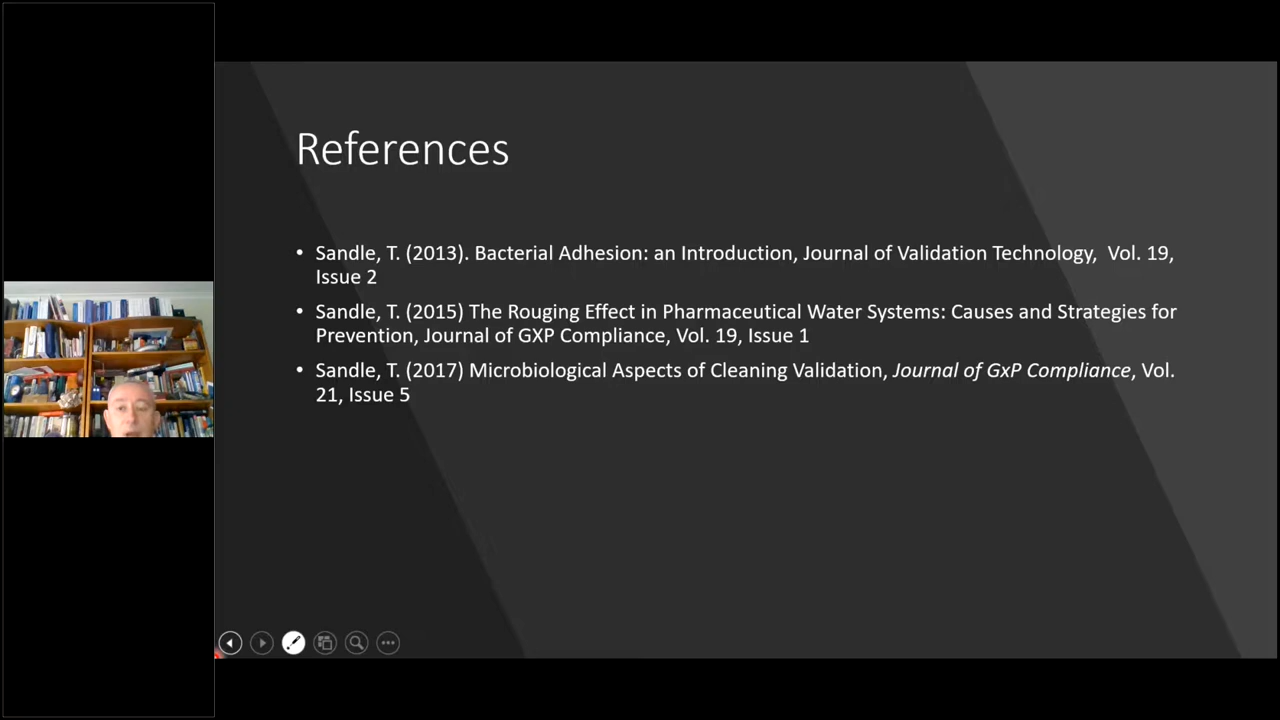 References
• Sandle, T. (2013). Bacterial Adhesion: an Introduction, Journal of Validation Technology,  Vol. 19,
Issue 2
• Sandle, T. (2015) The Rouging Effect in Pharmaceutical Water Systems: Causes and Strategies for
Prevention, Journal of GXP Compliance, Vol. 19, Issue 1
• Sandle, T. (2017) Microbiological Aspects of Cleaning Validation, Journal of GxP Compliance, Vol.
21, Issue 5